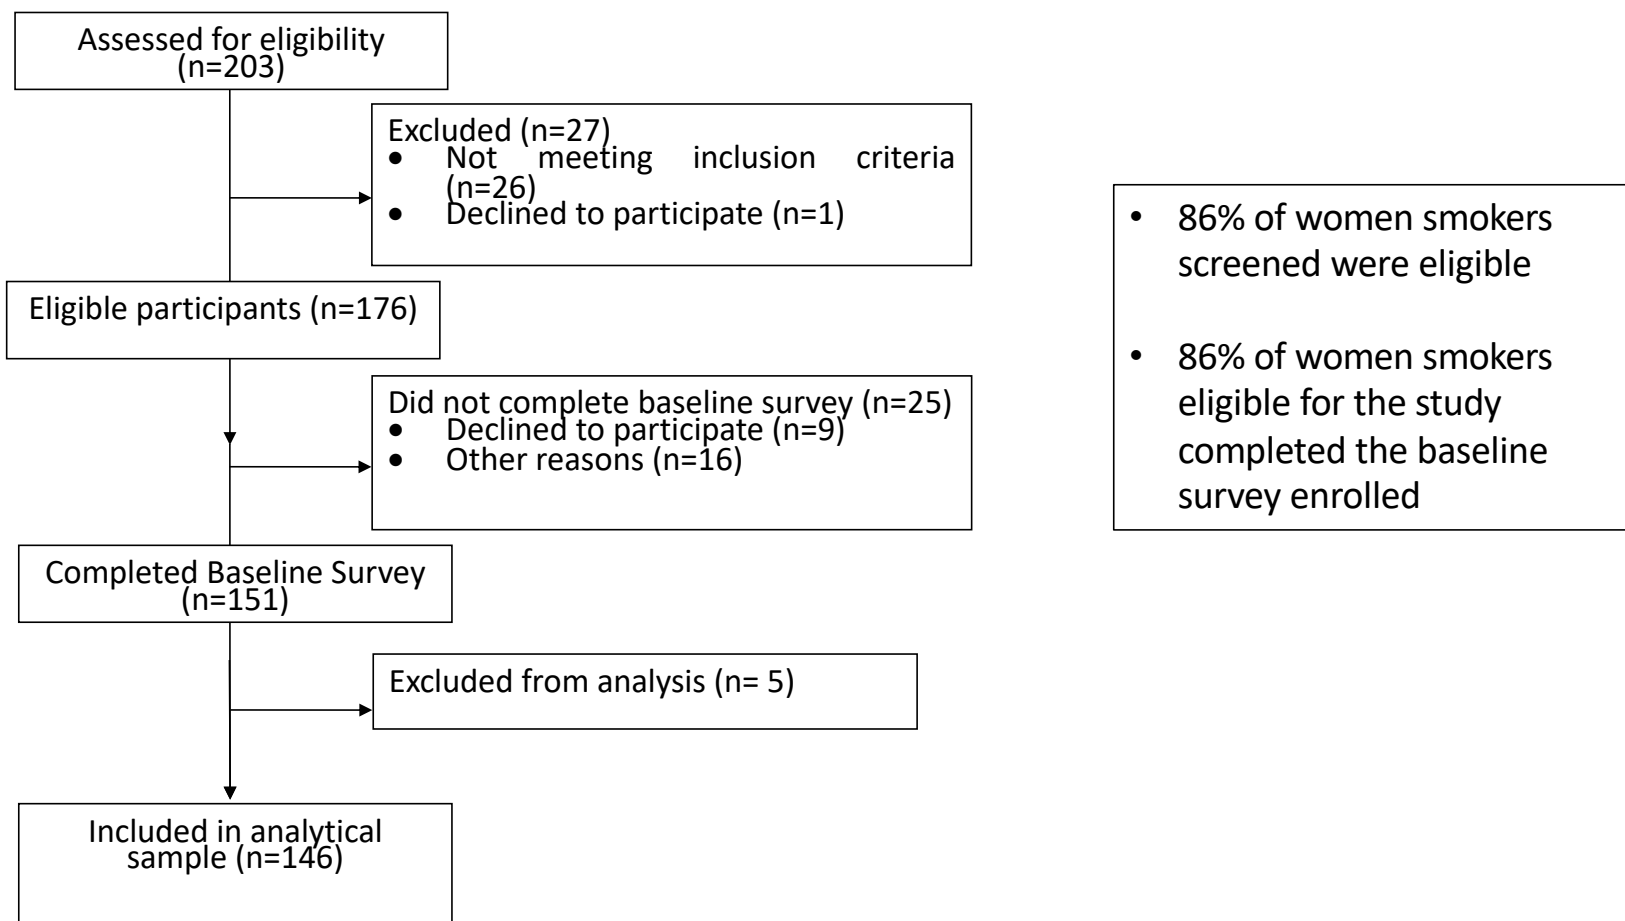 Assessed for eligibility
(n=203)
Excluded (n=27)
• Not meeting inclusion criteria
(n=26)
• Declined to participate (n=1)
Eligible participants (n=176)
Did not complete baseline survey (n=25)
• Declined to participate (n=9)
• Other reasons (n=16)
Completed Baseline Survey
(n=151)
Excluded from analysis (n= 5)
Included in analytical
sample (n=146)
• 86% of women smokers
screened were eligible
• 86% of women smokers
eligible for the study
completed the baseline
survey enrolled